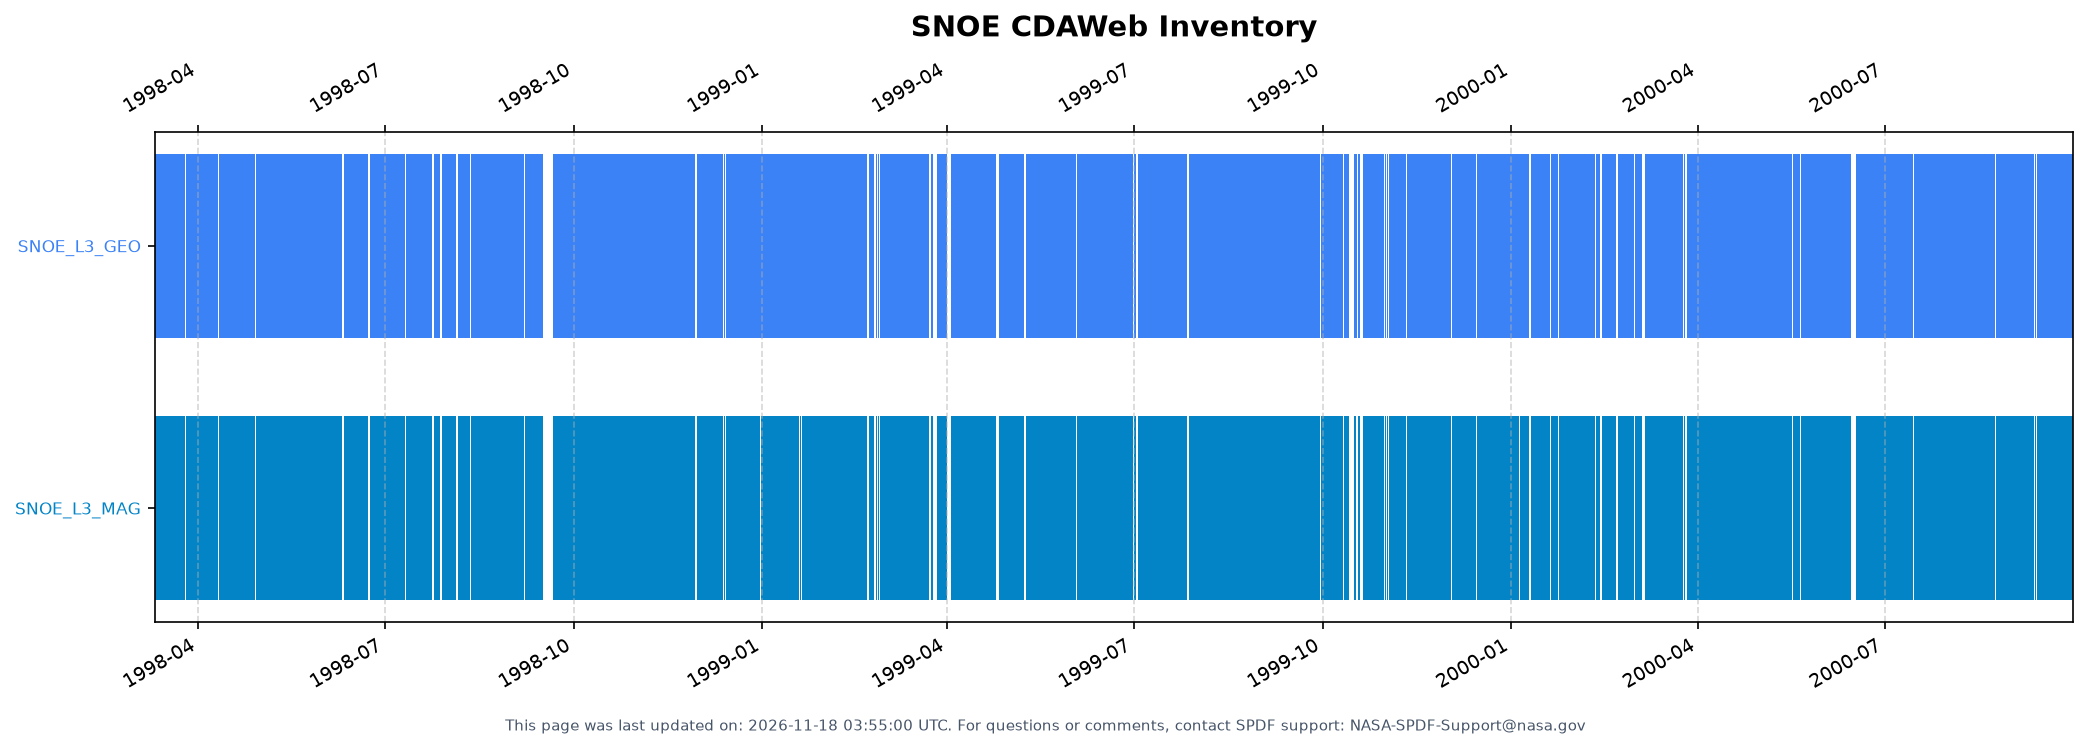 SNOE CDAWeb Inventory
1998-04 1998-07 1998-10 1999-01 1999-04 1999-07 1999-10 2000-01 2000-04 2000-07
SNOE_L3_GEO
SNOE_L3_MAG
1998-04 1998-07 1998-10 1999-01 1999-04 1999-07 1999-10 2000-01 2000-04 2000-07
This page was last updated on: 2026-11-18 03:55:00 UTC. For questions or comments, contact SPDF support: NASA-SPDF-Support@nasa.gov